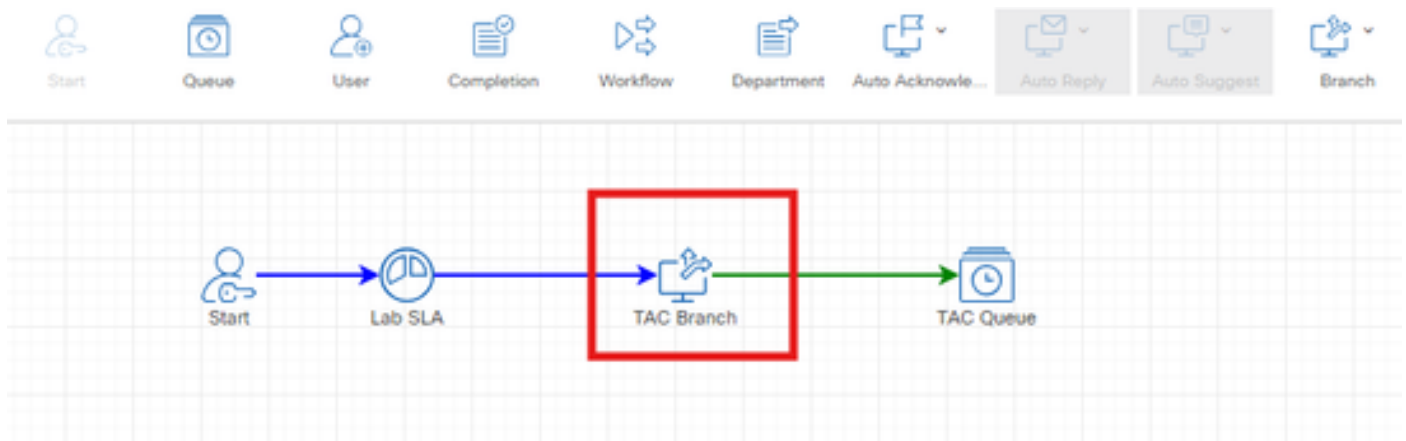 Start Queue User Completion Workflow Department Auto Acknowle... Auto Reply Auto Suggest Branch
Start Lab SLA TAC Branch TAC Queue